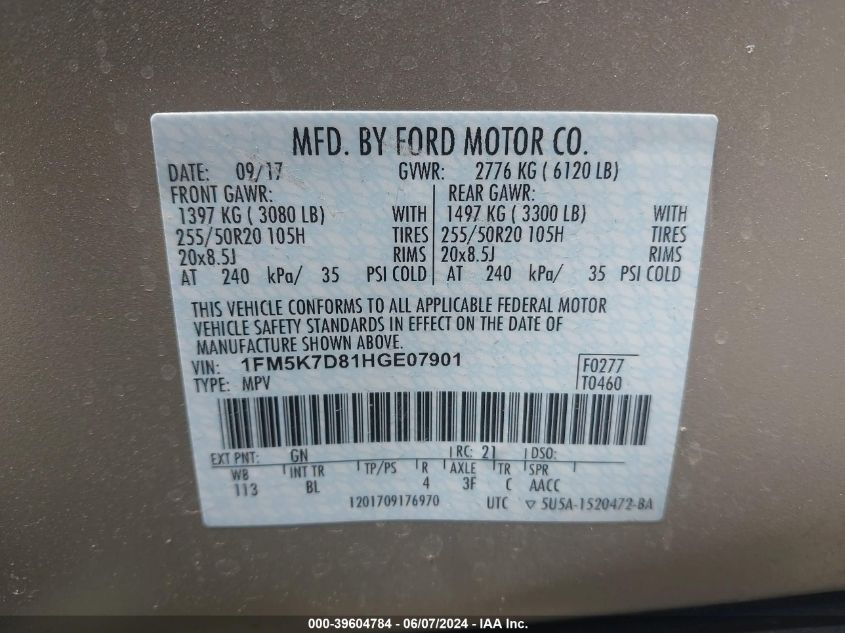 MFD. BY FORD MOTOR CO.
DATE: 09/17 GVWR: 2776 KG ( 6120 LB)
FRONT GAWR: REAR GAWR:
1397 KG ( 3080 LB) WITH 1497 KG ( 3300 LB) WITH
255/50R20 105H TIRES 255/50R20 105H TIRES
20x8.5J RIMS 20x8.5J RIMS
AT 240 kPa/ 35 PSI COLD AT 240 kPa/ 35 PSI COLD
THIS VEHICLE CONFORMS TO ALL APPLICABLE FEDERAL MOTOR
VEHICLE SAFETY STANDARDS IN EFFECT ON THE DATE OF
MANUFACTURE SHOWN ABOVE.
VIN: 1FM5K7D81HGE07901 F0277
TYPE: MPV T0460
EXT PNT: GN RC: 21 DSO:
WB INT TR TP/PS R AXLE TR SPR
113 BL 4 3F C AACC
1201709176970 UTC ▽ 5U5A-1520472-BA
000-39604784 | 06/07/2024 - IAA Inc.